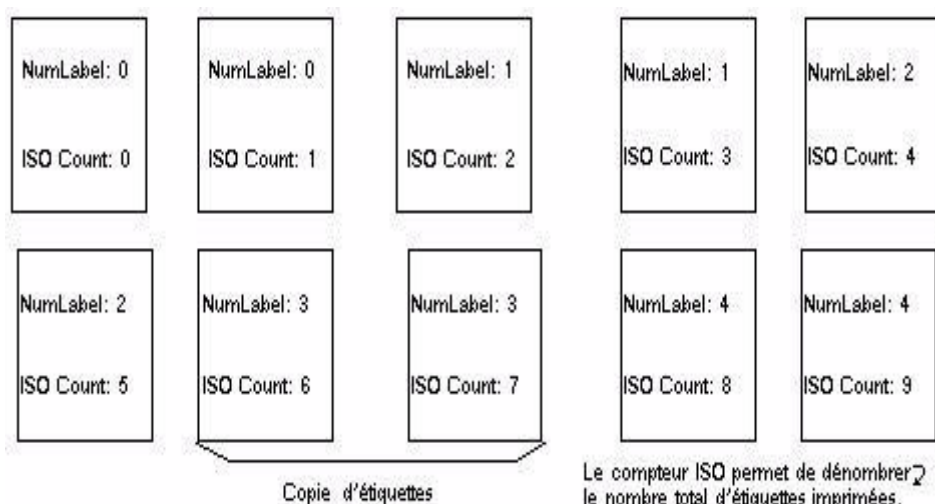 NumLabel: 0 NumLabel: 0 NumLabel: 1 NumLabel: 1 NumLabel: 2
ISO Count: 0 ISO Count: 1 ISO Count: 2 ISO Count: 3 ISO Count: 4
NumLabel: 2 NumLabel: 3 NumLabel: 3 NumLabel: 4 NumLabel: 4
ISO Count: 5 ISO Count: 6 ISO Count: 7 ISO Count: 8 ISO Count: 9
Copie d'étiquettes
Le compteur ISO permet de dénombrer
le nombre total d'étiquettes imprimées.